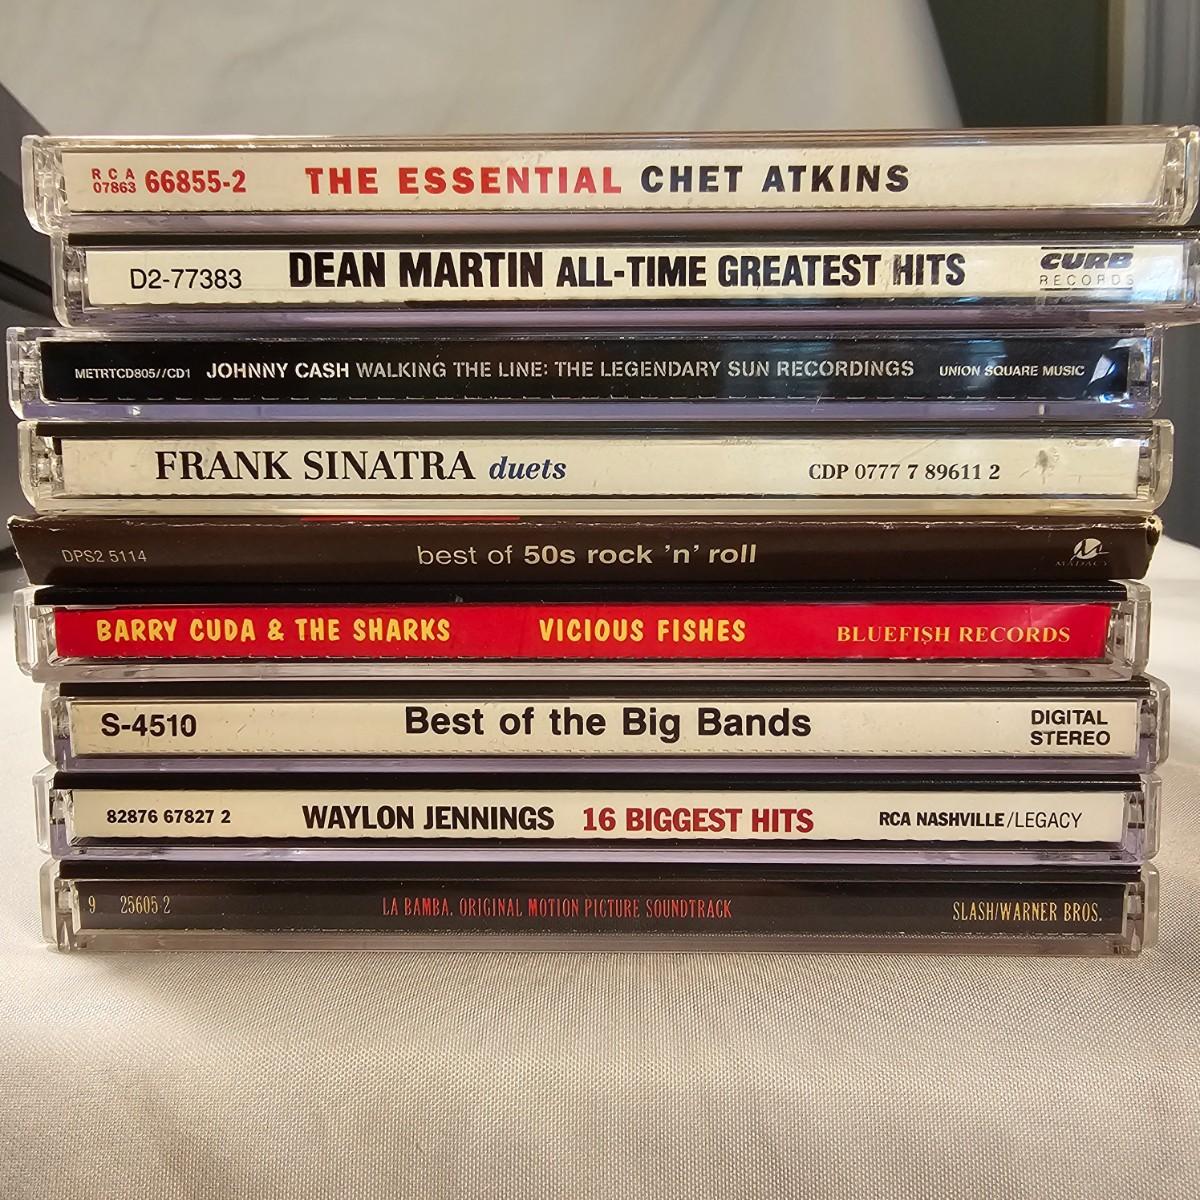 RCA 07863 66855-2 THE ESSENTIAL CHET ATKINS
D2-77383 DEAN MARTIN ALL-TIME GREATEST HITS CURB RECORDS
METRTCD805//CD1 JOHNNY CASH WALKING THE LINE: THE LEGENDARY SUN RECORDINGS UNION SQUARE MUSIC
FRANK SINATRA duets CDP 0777 7 89611 2
DPS2 5114 best of 50s rock 'n' roll MADACY
BARRY CUDA & THE SHARKS VICIOUS FISHES BLUEFISH RECORDS
S-4510 Best of the Big Bands DIGITAL STEREO
82876 67827 2 WAYLON JENNINGS 16 BIGGEST HITS RCA NASHVILLE/LEGACY
9 25605-2 LA BAMBA. ORIGINAL MOTION PICTURE SOUNDTRACK SLASH/WARNER BROS.